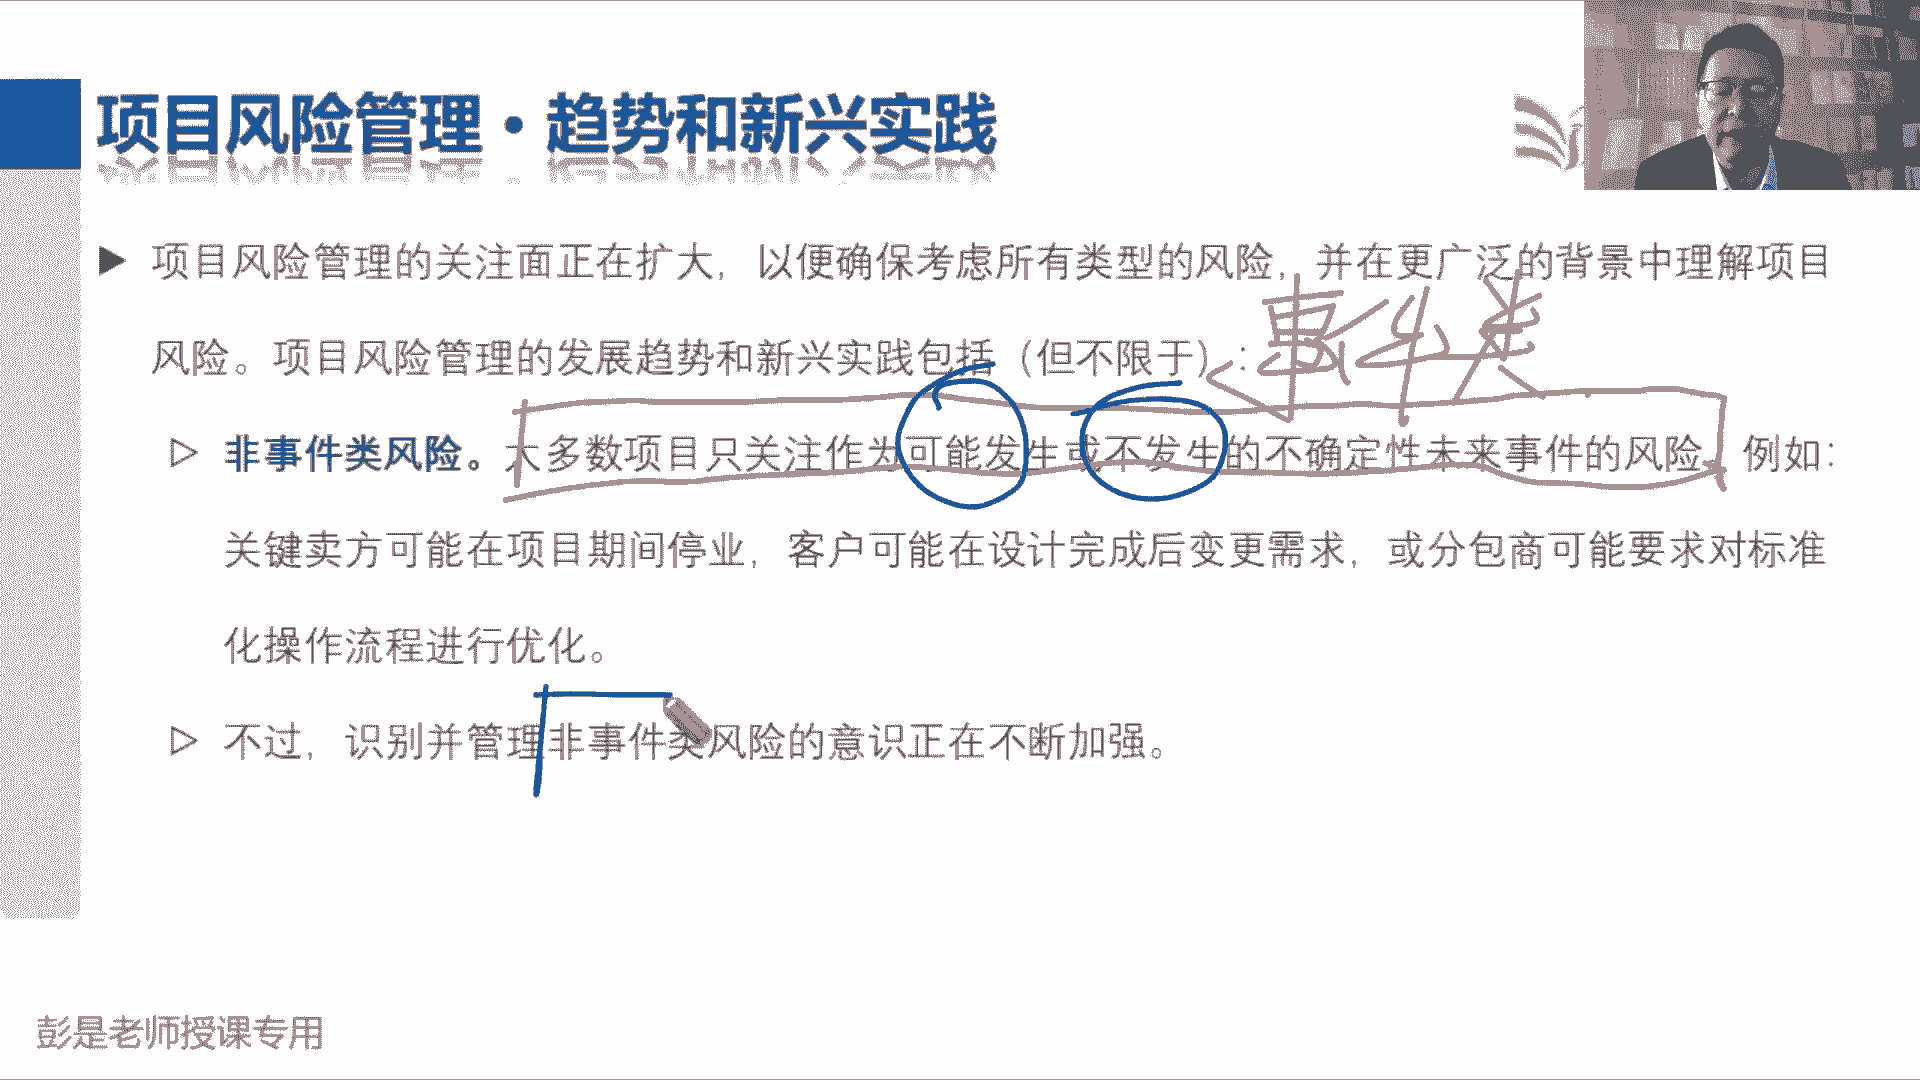 项目风险管理·趋势和新兴实践
▶ 项目风险管理的关注面正在扩大，以便确保考虑所有类型的风险，并在更广泛的背景中理解项目
风险。项目风险管理的发展趋势和新兴实践包括（但不限于）：
事件类
▷ 非事件类风险。大多数项目只关注作为可能发生或不发生的不确定性未来事件的风险。例如：
关键卖方可能在项目期间停业，客户可能在设计完成后变更需求，或分包商可能要求对标准
化操作流程进行优化。
▷ 不过，识别并管理非事件类风险的意识正在不断加强。
彭是老师授课专用